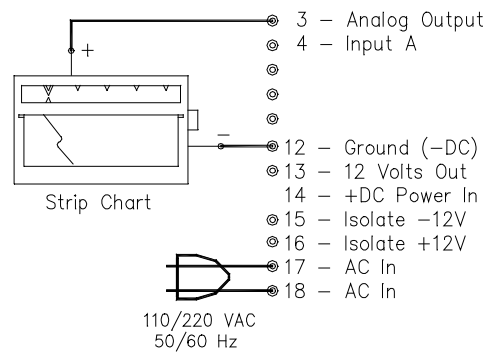 3 - Analog Output
+
4 - Input A
-
12 - Ground (-DC)
13 - 12 Volts Out
14 - +DC Power In
Strip Chart
15 - Isolate -12V
16 - Isolate +12V
17 - AC In
18 - AC In
110/220 VAC
50/60 Hz